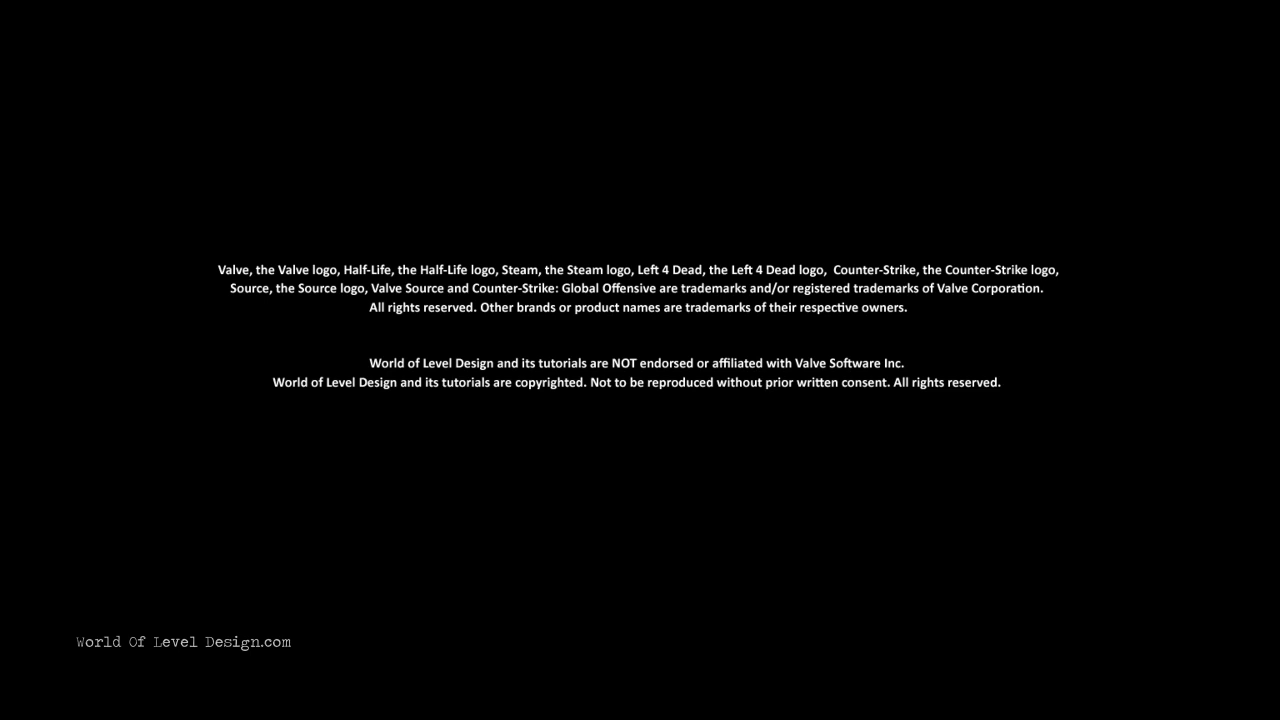 Valve, the Valve logo, Half-Life, the Half-Life logo, Steam, the Steam logo, Left 4 Dead, the Left 4 Dead logo,  Counter-Strike, the Counter-Strike logo,
Source, the Source logo, Valve Source and Counter-Strike: Global Offensive are trademarks and/or registered trademarks of Valve Corporation.
All rights reserved. Other brands or product names are trademarks of their respective owners.
World of Level Design and its tutorials are NOT endorsed or affiliated with Valve Software Inc.
World of Level Design and its tutorials are copyrighted. Not to be reproduced without prior written consent. All rights reserved.
World Of Level Design.com